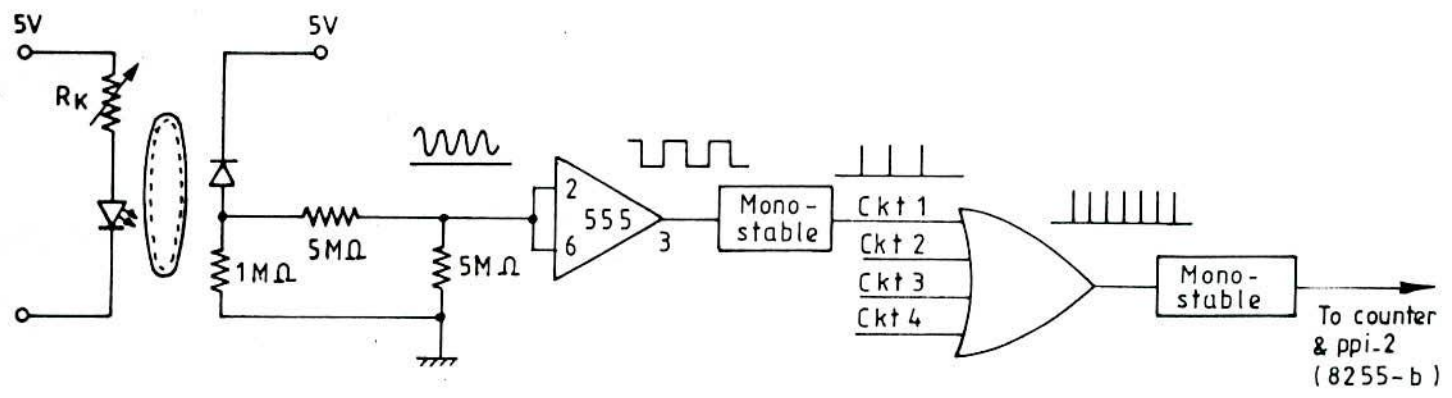 5V
5V
RK
1MΩ
5MΩ
5MΩ
2
6
555
3
Mono-
stable
Ckt 1
Ckt 2
Ckt 3
Ckt 4
Mono-
stable
To counter
& ppi-2
(8255-b)